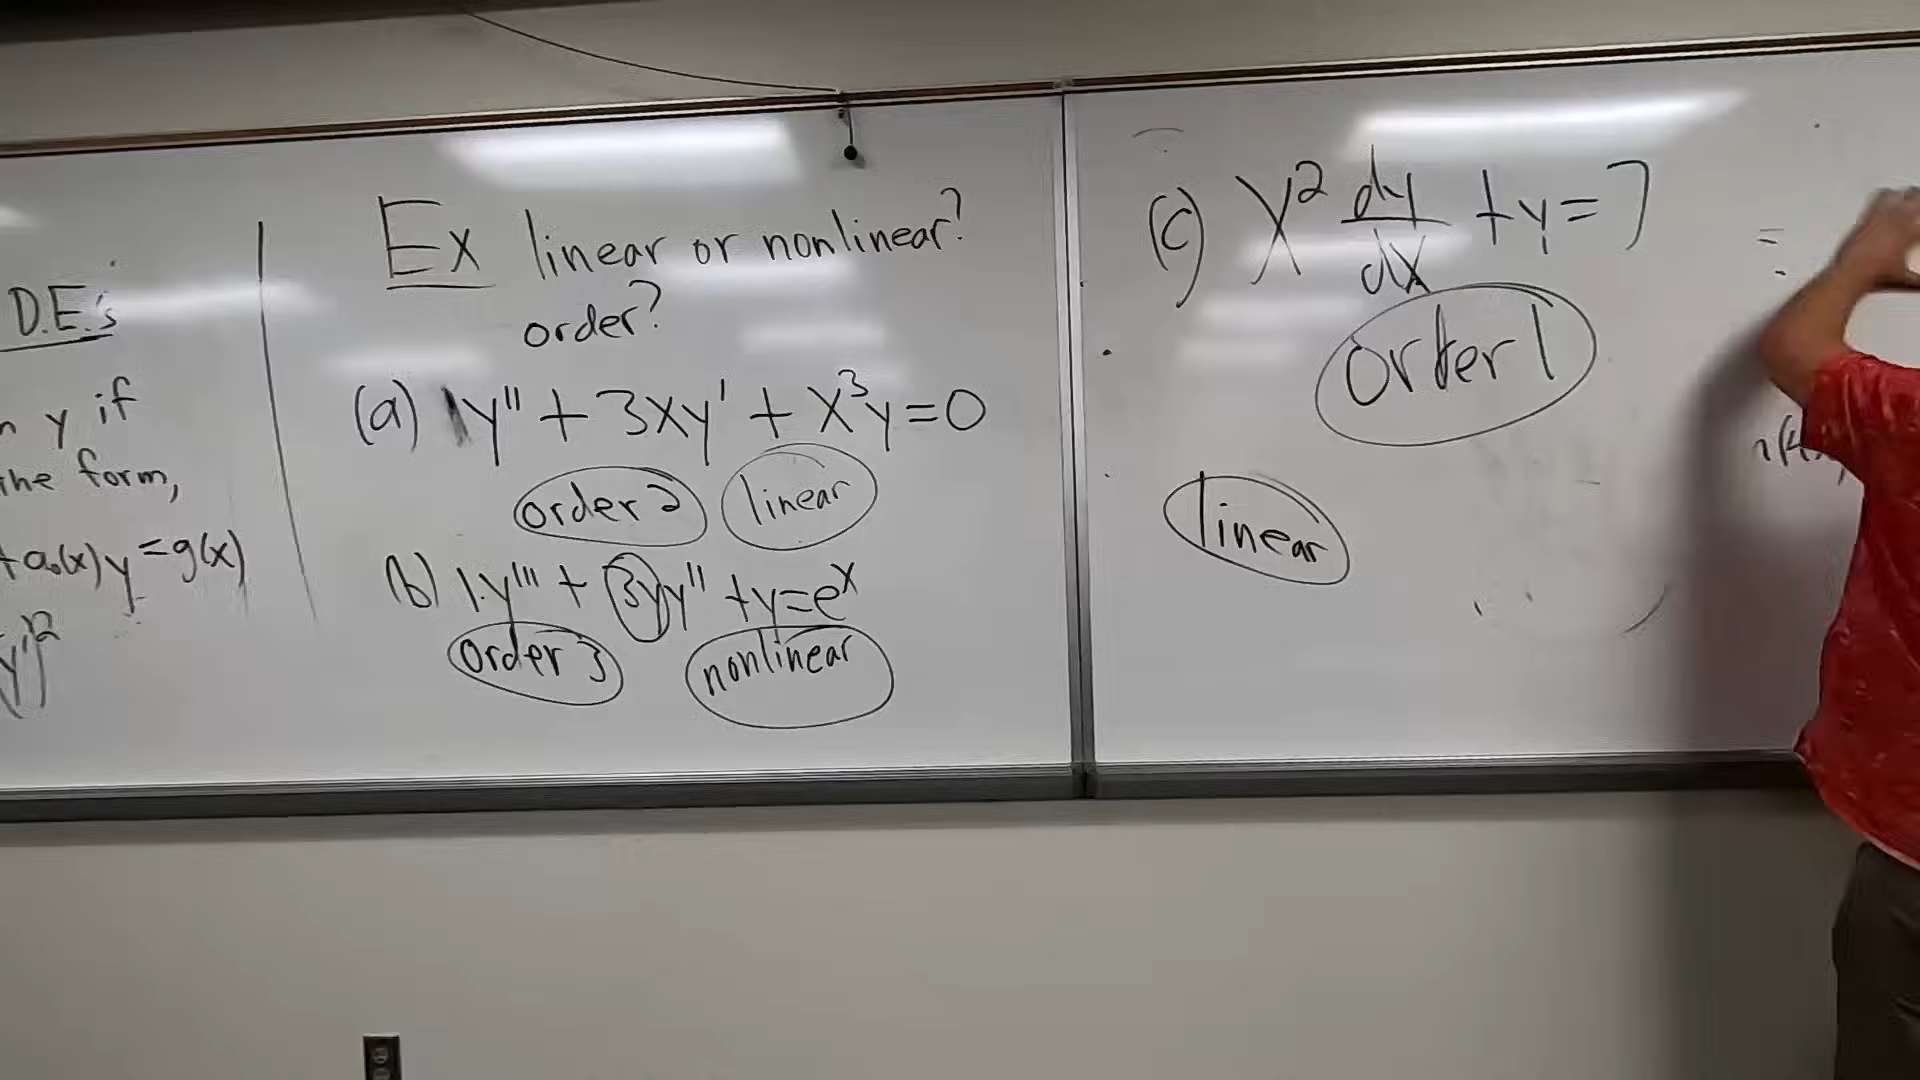 D.E.'s
y if
the form,
+a₀(x)y=g(x)
y')²
Ex linear or nonlinear?
order?
(a) 1y'' + 3xy' + x³y=0
order 2 linear
(b) 1·y''' + 3yy'' +y=eˣ
order 3 nonlinear
(c) x² dy/dx +y=7
order 1
linear
=